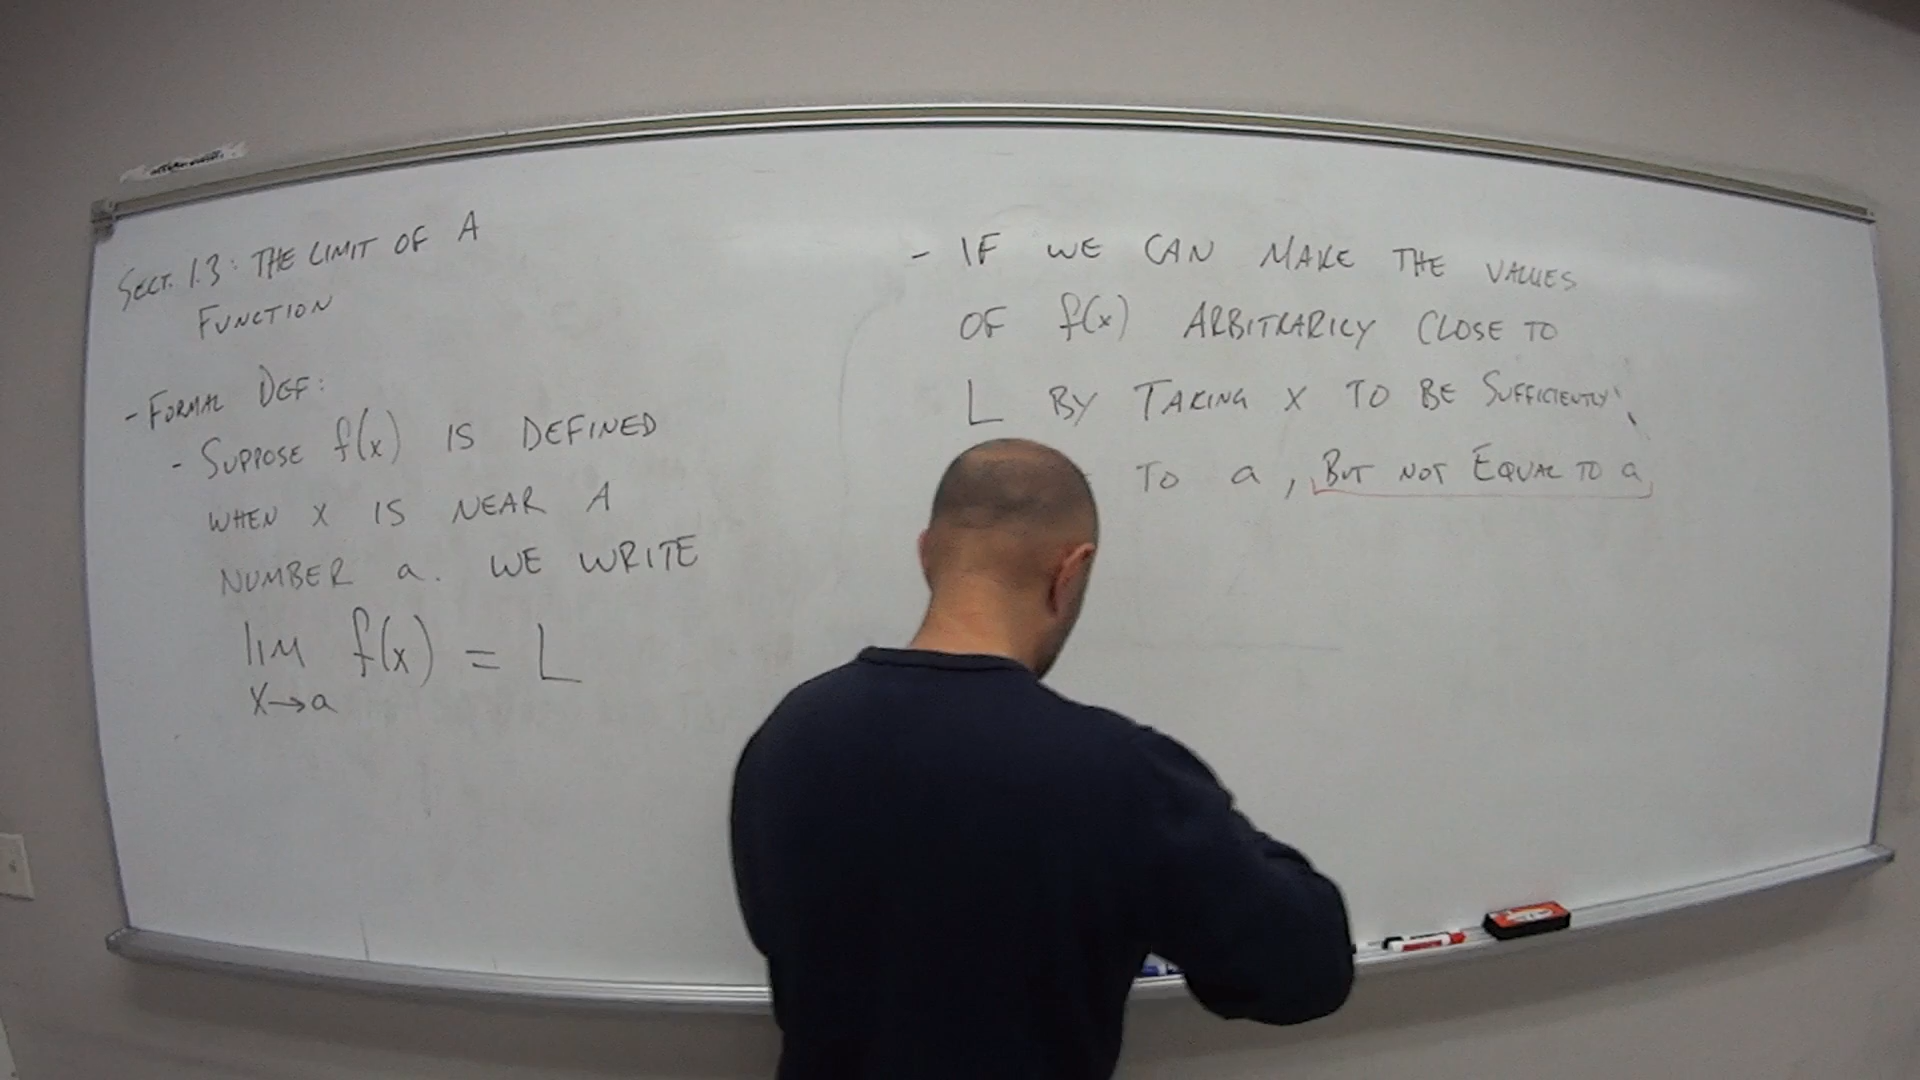 SECT. 1.3: THE LIMIT OF A
FUNCTION
- FORMAL DEF:
- SUPPOSE f(x) IS DEFINED
WHEN x IS NEAR A
NUMBER a. WE WRITE
lim f(x) = L
x→a
- IF WE CAN MAKE THE VALUES
OF f(x) ARBITRARILY CLOSE TO
L BY TAKING x TO BE SUFFICIENTLY
TO a, BUT NOT EQUAL TO a